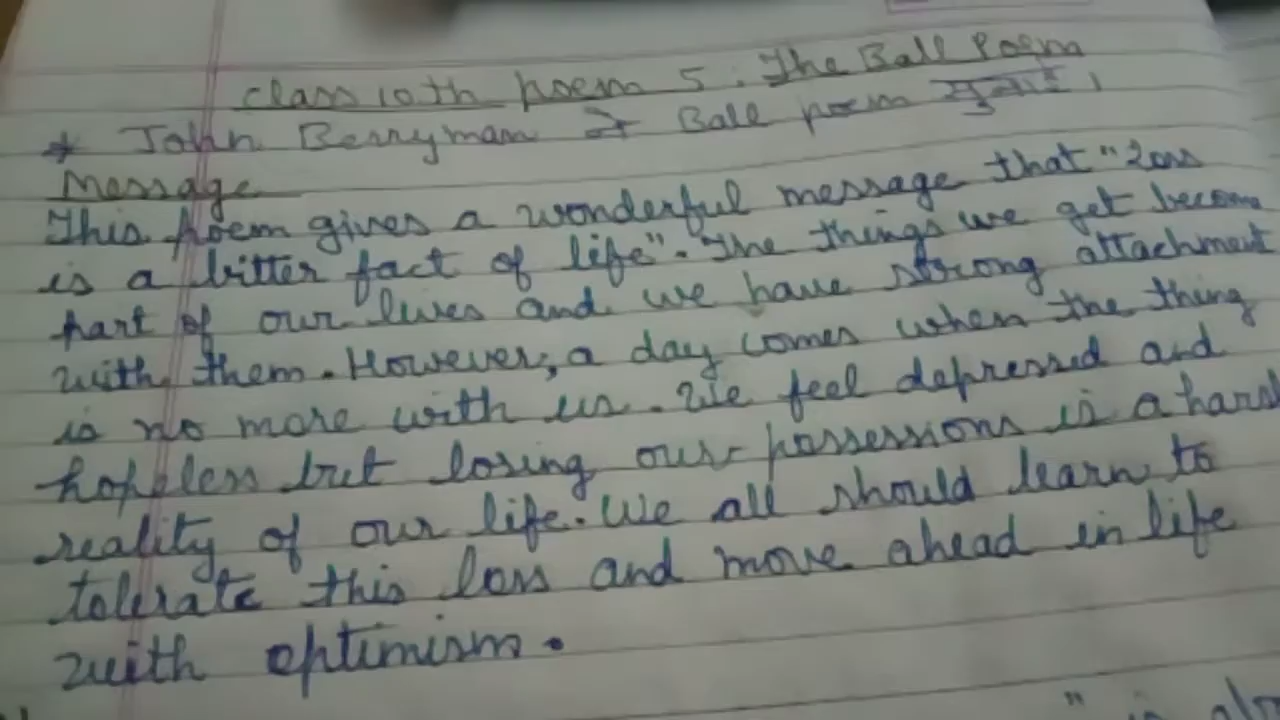 class 10th poem 5. The Ball Poem
* John Berryman ने Ball poem सुनाई।
Message
This poem gives a wonderful message that "Loss
is a bitter fact of life". The things we get become
part of our lives and we have strong attachment
with them. However, a day comes when the thing
is no more with us. We feel depressed and
hopeless but losing our possessions is a harsh
reality of our life. We all should learn to
tolerate this loss and move ahead in life
with optimism.